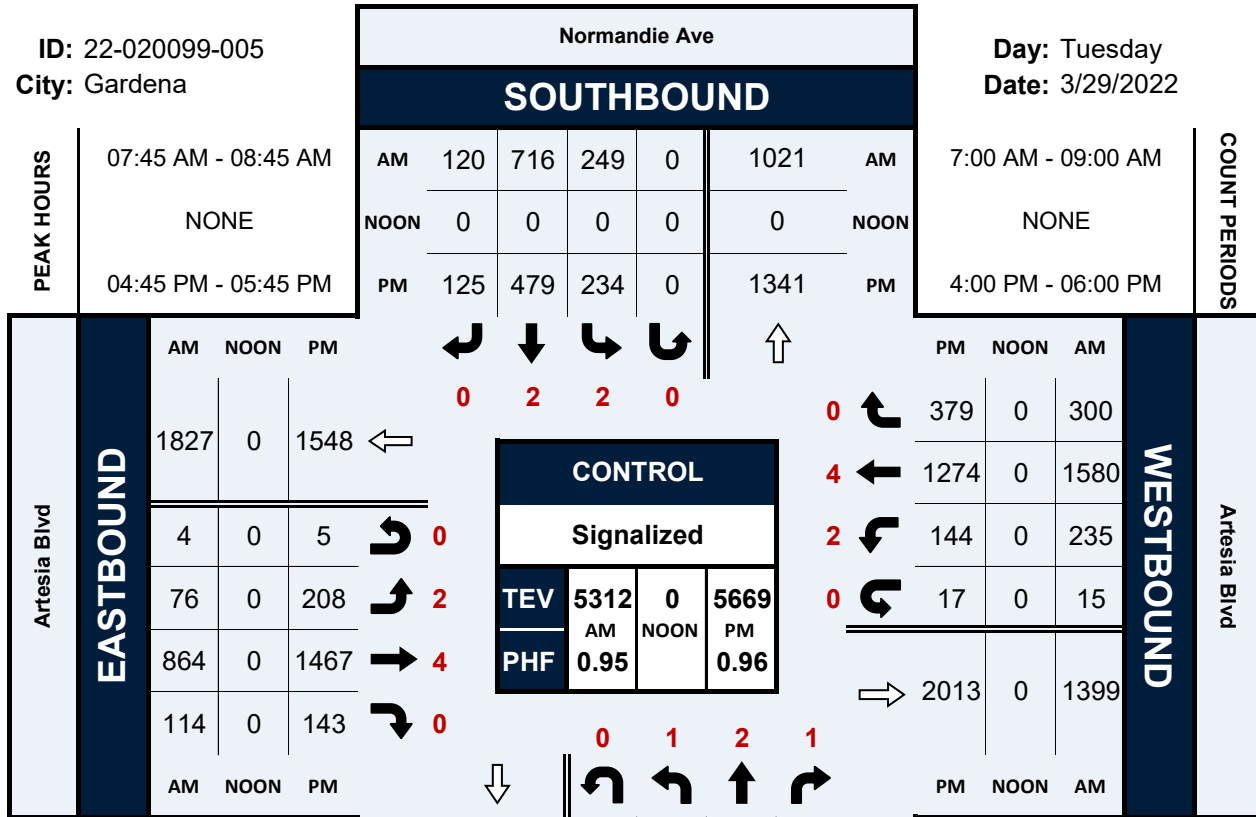 ID: 22-020099-005
City: Gardena
Normandie Ave
Day: Tuesday
Date: 3/29/2022
SOUTHBOUND
PEAK HOURS
07:45 AM - 08:45 AM
NONE
04:45 PM - 05:45 PM
AM 120 716 249 0 1021 AM
NOON 0 0 0 0 0 NOON
PM 125 479 234 0 1341 PM
7:00 AM - 09:00 AM
NONE
4:00 PM - 06:00 PM
COUNT PERIODS
0 2 2 0
Artesia Blvd
EASTBOUND
AM NOON PM
1827 0 1548
4 0 5 0
76 0 208 2
864 0 1467 4
114 0 143 0
AM NOON PM
CONTROL
Signalized
TEV 5312 0 5669
AM NOON PM
PHF 0.95 0.96
PM NOON AM
0 379 0 300
4 1274 0 1580
2 144 0 235
0 17 0 15
2013 0 1399
PM NOON AM
WESTBOUND
Artesia Blvd
0 1 2 1